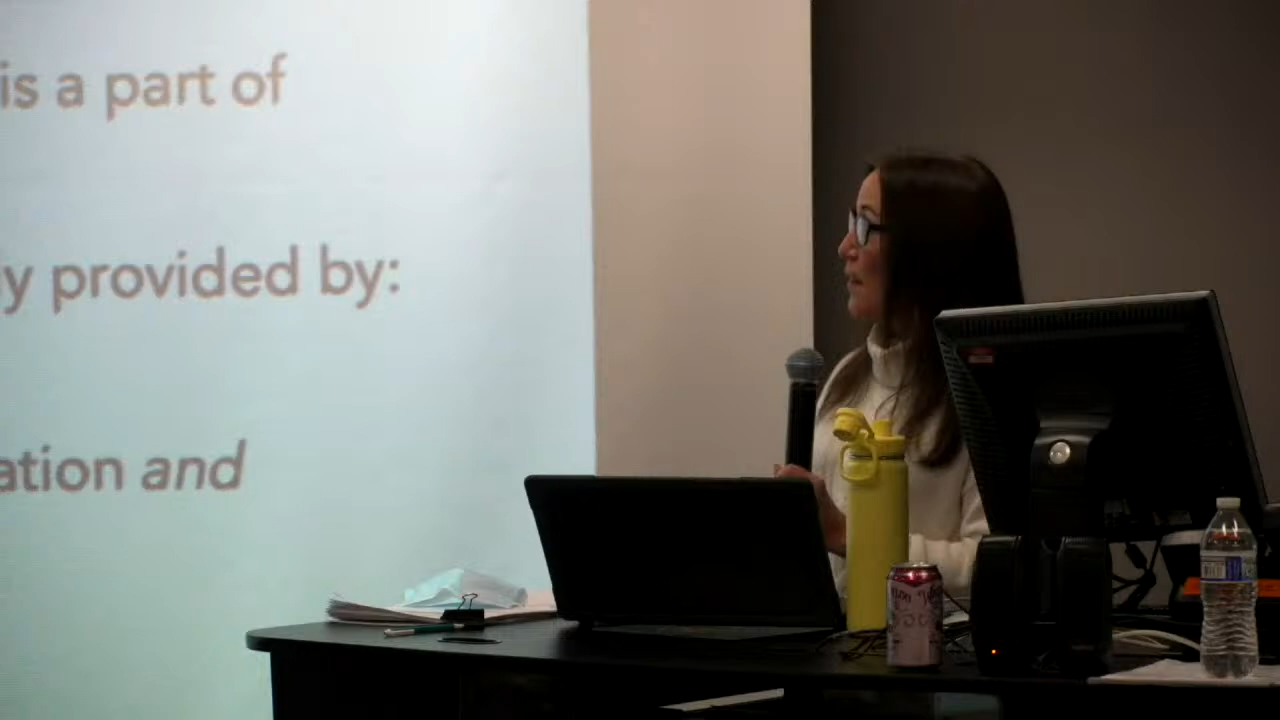 is a part of
y provided by:
ation and